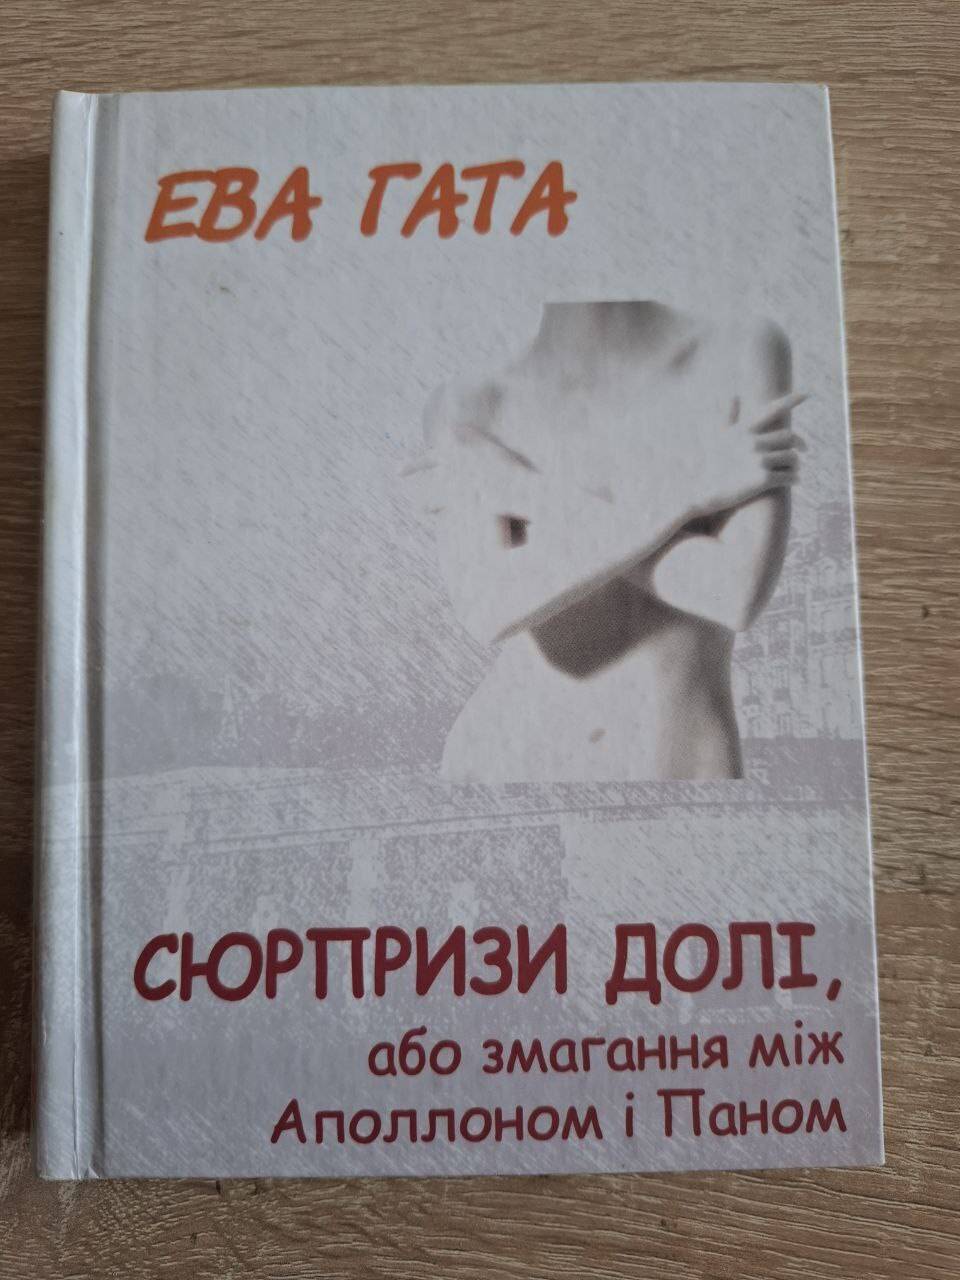 ЕВА ГАТА
СЮРПРИЗИ ДОЛІ,
або змагання між
Аполлоном і Паном